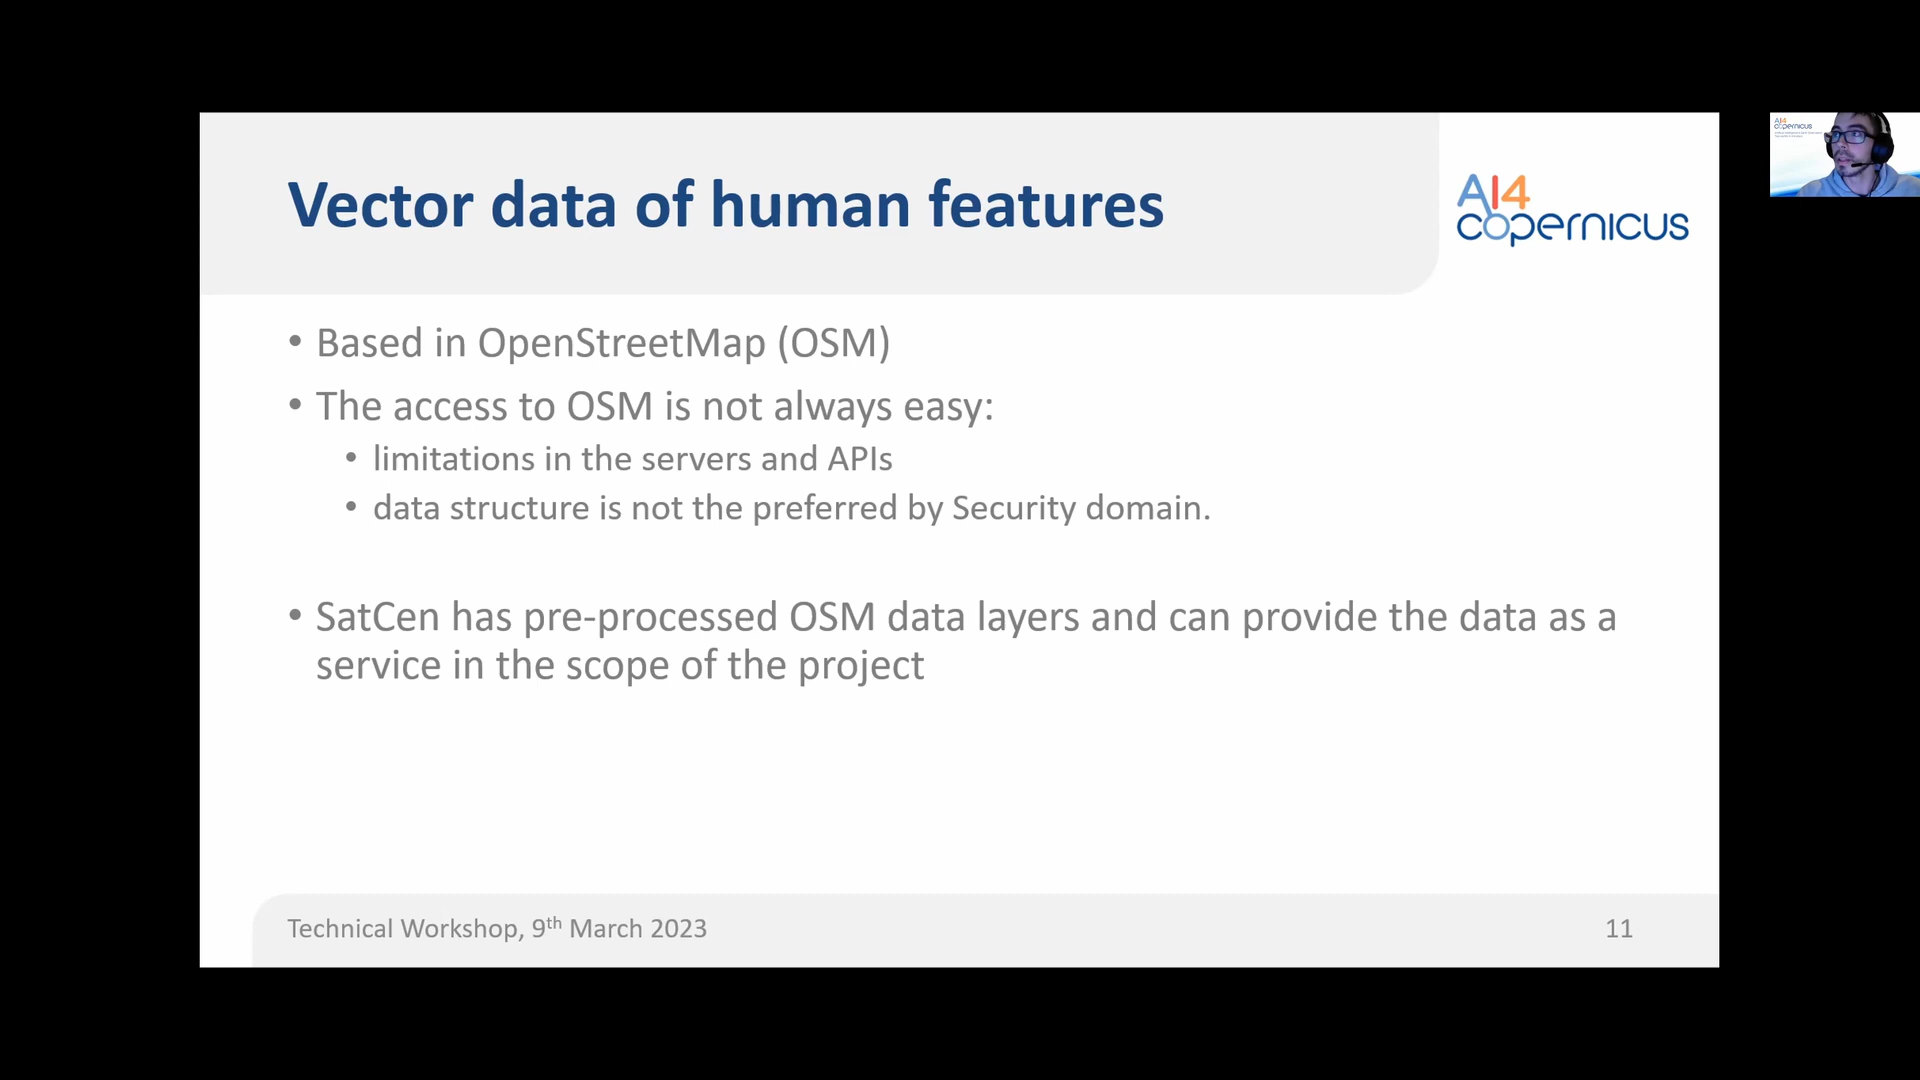 Vector data of human features
AI4
copernicus
• Based in OpenStreetMap (OSM)
• The access to OSM is not always easy:
• limitations in the servers and APIs
• data structure is not the preferred by Security domain.
• SatCen has pre-processed OSM data layers and can provide the data as a
service in the scope of the project
Technical Workshop, 9th March 2023
11
AI4
copernicus